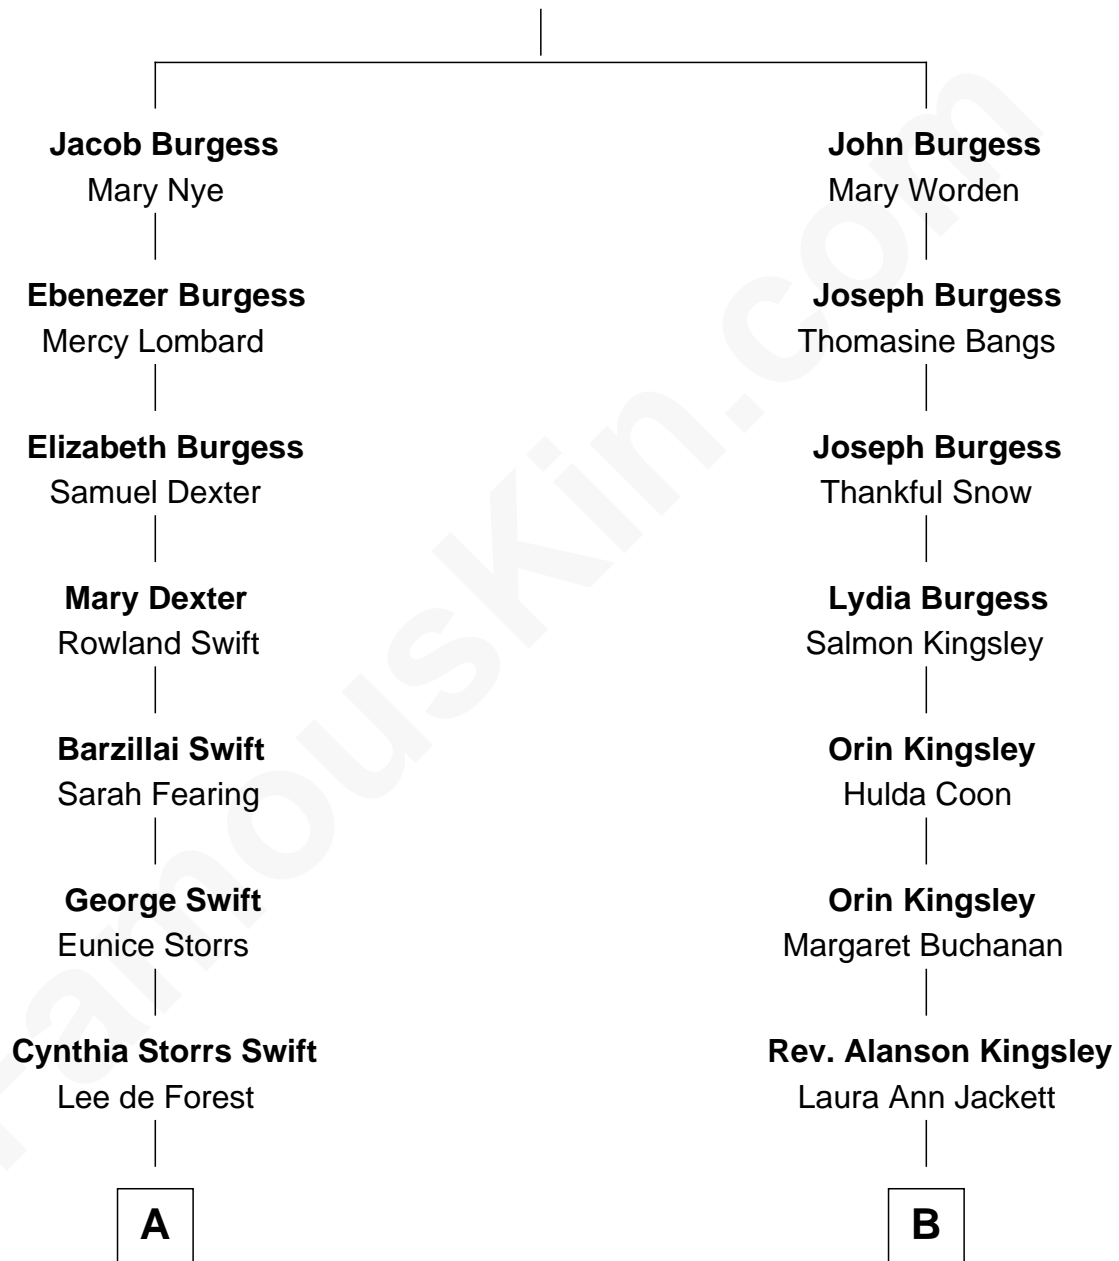 Jacob Burgess
Mary Nye
John Burgess
Mary Worden
Ebenezer Burgess
Mercy Lombard
Joseph Burgess
Thomasine Bangs
Elizabeth Burgess
Samuel Dexter
Joseph Burgess
Thankful Snow
Mary Dexter
Rowland Swift
Lydia Burgess
Salmon Kingsley
Barzillai Swift
Sarah Fearing
Orin Kingsley
Hulda Coon
George Swift
Eunice Storrs
Orin Kingsley
Margaret Buchanan
Cynthia Storrs Swift
Lee de Forest
Rev. Alanson Kingsley
Laura Ann Jackett
A
B
FamousKin.com